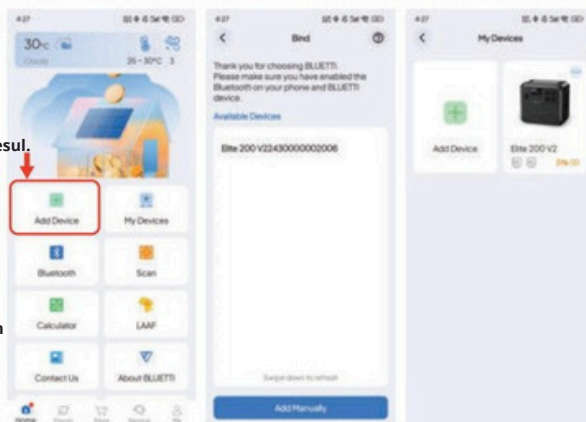 4:27
30°C
Cloudy
25~30°C 3
esul.
Add Device
My Devices
Bluetooth
Scan
Calculator
LAAF
n
Contact Us
About BLUETTI
Home
4:27
Bind
Thank you for choosing BLUETTI.
Please make sure you have enabled the
Bluetooth on your phone and BLUETTI
device.
Available Devices
Elite 200 V22430000002006
Swipe down to refresh
Add Manually
4:27
My Devices
Add Device
Elite 200 V2